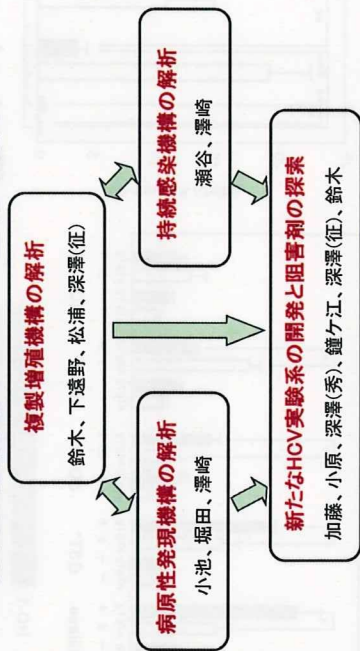 複製増殖機構の解析
鈴木、下遠野、松浦、深澤(征)
病原性発現機構の解析
小池、堀田、澤崎
持続感染機構の解析
瀬谷、澤崎
新たなHCV実験系の開発と阻害剤の探索
加藤、小原、深澤(秀)、鐘ケ江、深澤(征)、鈴木